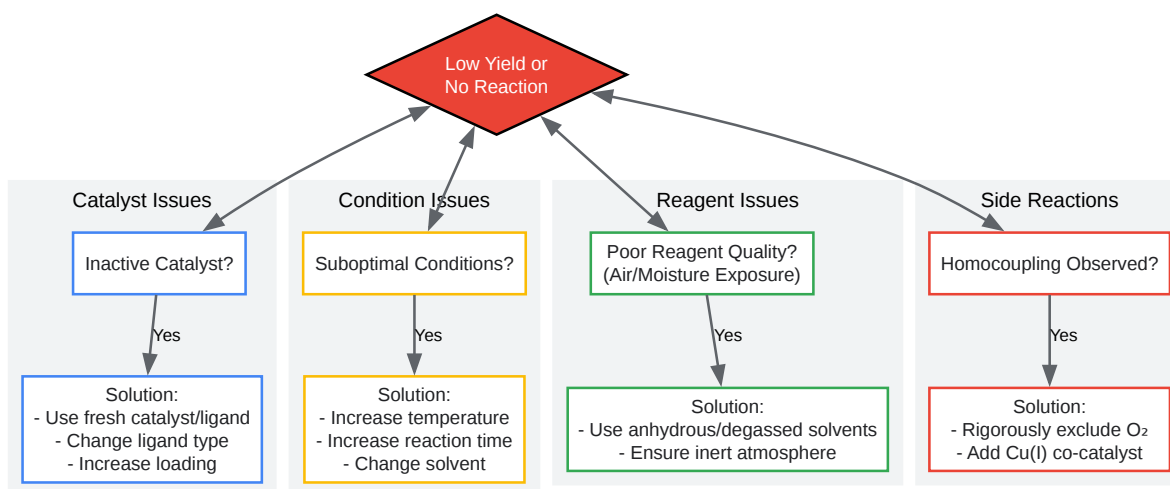 Low Yield or
No Reaction
Catalyst Issues
Condition Issues
Reagent Issues
Side Reactions
Inactive Catalyst?
Suboptimal Conditions?
Poor Reagent Quality?
(Air/Moisture Exposure)
Homocoupling Observed?
Yes
Yes
Yes
Yes
Solution:
- Use fresh catalyst/ligand
- Change ligand type
- Increase loading
Solution:
- Increase temperature
- Increase reaction time
- Change solvent
Solution:
- Use anhydrous/degassed solvents
- Ensure inert atmosphere
Solution:
- Rigorously exclude O₂
- Add Cu(I) co-catalyst